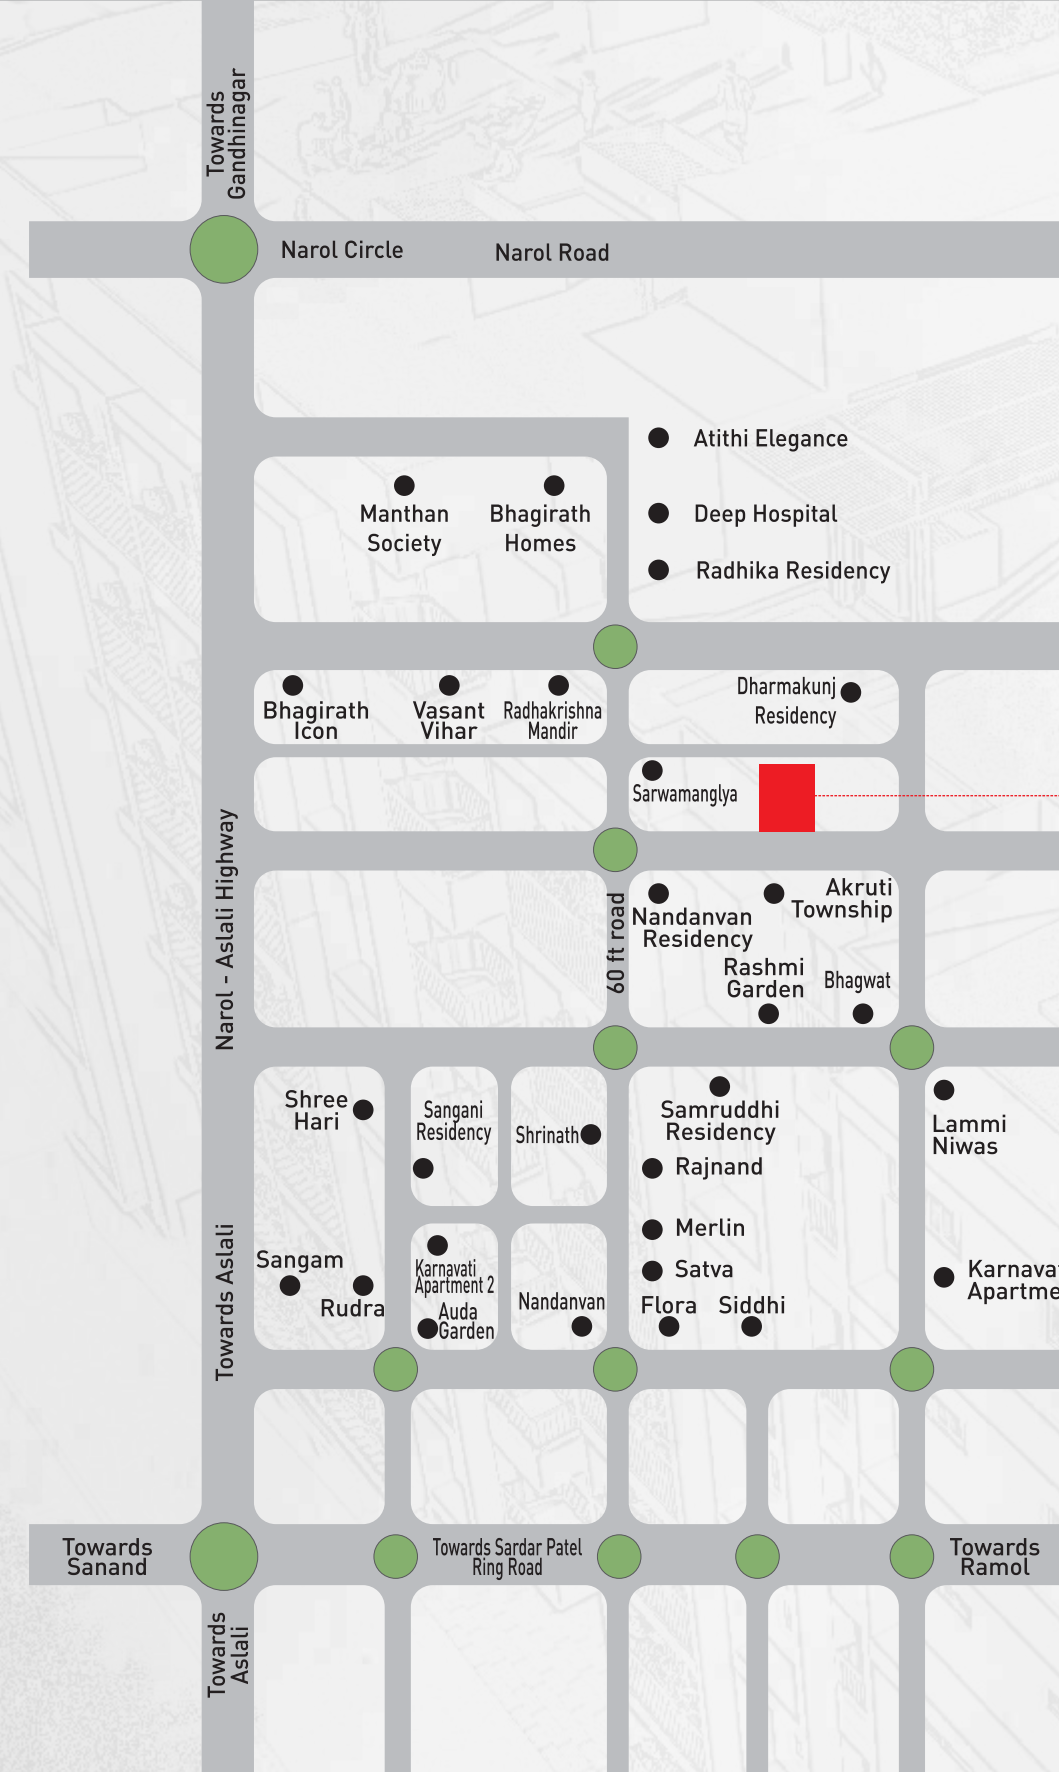 Towards
Gandhinagar
Narol Circle
Narol Road
Atithi Elegance
Manthan
Society
Bhagirath
Homes
Deep Hospital
Radhika Residency
Bhagirath
Icon
Vasant
Vihar
Radhakrishna
Mandir
Dharmakunj
Residency
Sarwamanglya
Narol - Aslali Highway
60 ft road
Nandanvan
Residency
Akruti
Township
Rashmi
Garden
Bhagwat
Shree
Hari
Sangani
Residency
Shrinath
Samruddhi
Residency
Rajnand
Merlin
Satva
Flora
Siddhi
Lammi
Niwas
Towards Aslali
Sangam
Rudra
Karnavati
Apartment 2
Auda
Garden
Nandanvan
Karnava
Apartme
Towards
Sanand
Towards Sardar Patel
Ring Road
Towards
Ramol
Towards
Aslali